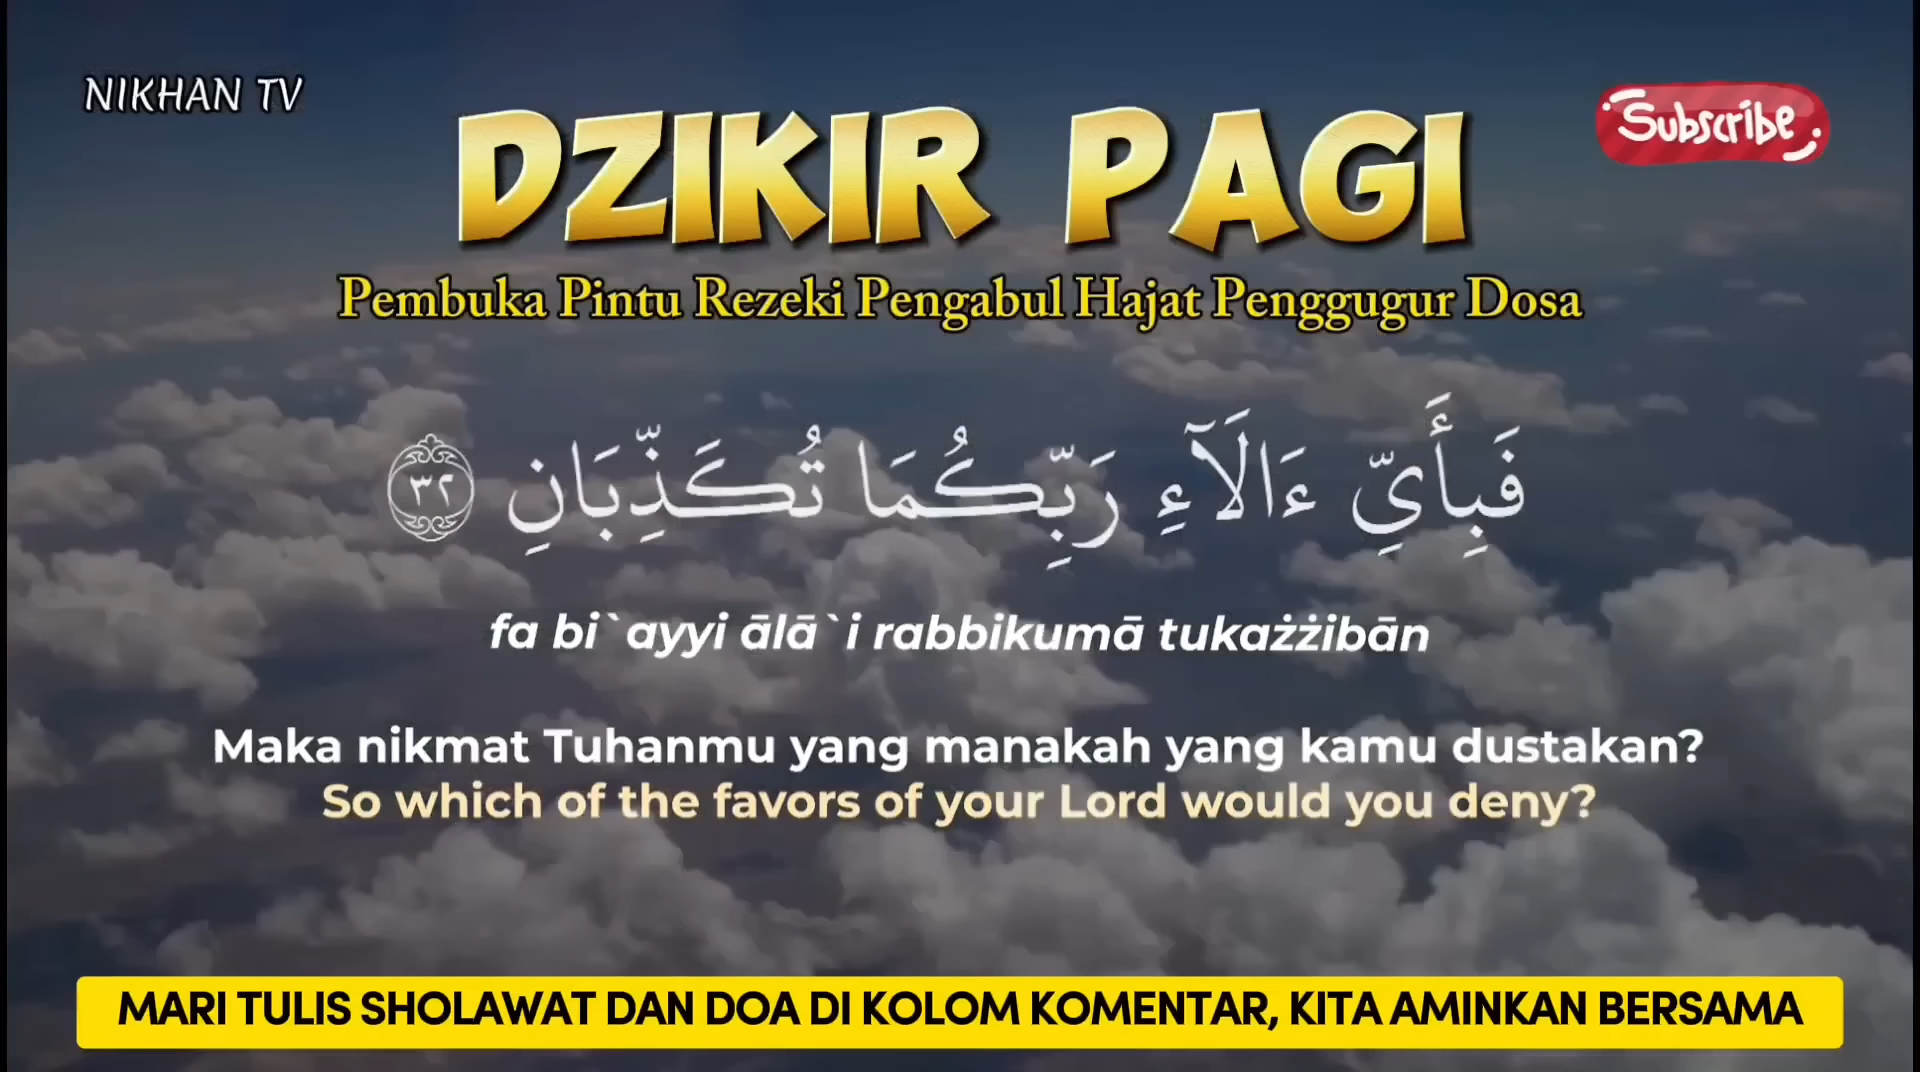 NIKHAN TV
Subscribe
DZIKIR PAGI
Pembuka Pintu Rezeki Pengabul Hajat Penggugur Dosa
فَبِأَيِّ ءَالَآءِ رَبِّكُمَا تُكَذِّبَانِ ٣٢
fa bi`ayyi ālā`i rabbikumā tukażżibān
Maka nikmat Tuhanmu yang manakah yang kamu dustakan?
So which of the favors of your Lord would you deny?
MARI TULIS SHOLAWAT DAN DOA DI KOLOM KOMENTAR, KITA AMINKAN BERSAMA